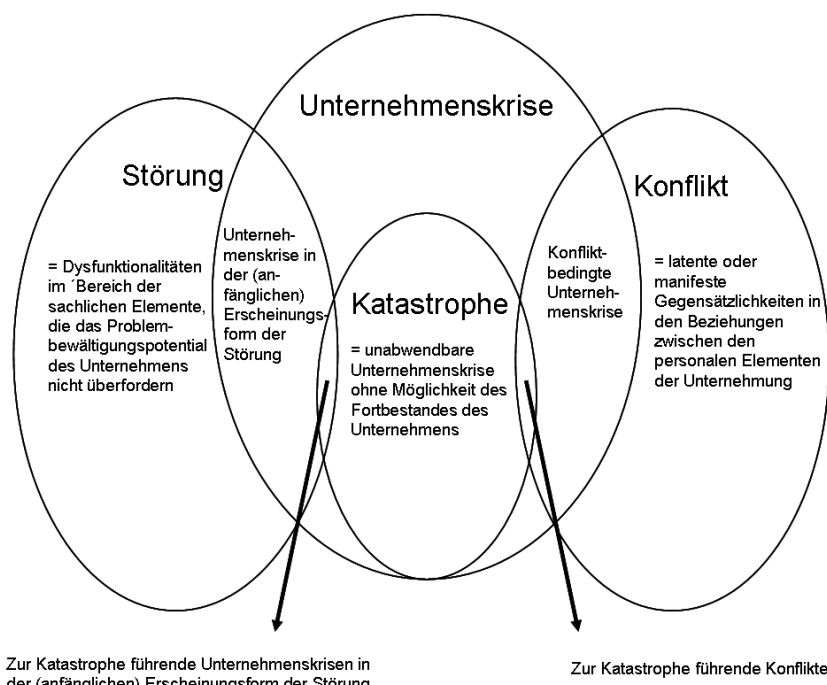 Unternehmenskrise
Störung
= Dysfunktionalitäten
im ´Bereich der
sachlichen Elemente,
die das Problem-
bewältigungspotential
des Unternehmens
nicht überfordern
Unterneh-
menskrise in
der (an-
fänglichen)
Erscheinungs-
form der
Störung
Katastrophe
= unabwendbare
Unternehmenskrise
ohne Möglichkeit des
Fortbestandes des
Unternehmens
Konflikt-
bedingte
Unterneh-
menskrise
Konflikt
= latente oder
manifeste
Gegensätzlichkeiten in
den Beziehungen
zwischen den
personalen Elementen
der Unternehmung
Zur Katastrophe führende Unternehmenskrisen in
der (anfänglichen) Erscheinungsform der Störung
Zur Katastrophe führende Konflikte